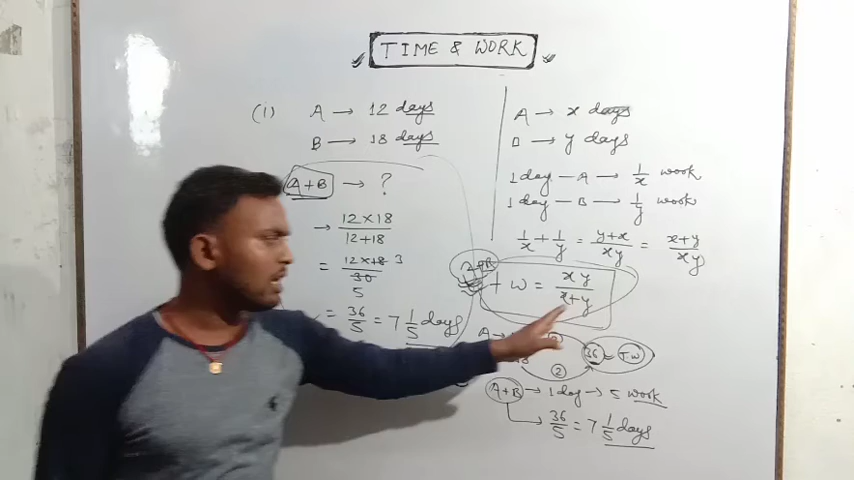 TIME & WORK
(i) A → 12 days
B → 18 days
A+B → ?
→ 12×18 / 12+18
= 12×18 3 / 30 5
= 36/5 = 7 1/5 days
A → x days
B → y days
1 day — A → 1/x work
1 day — B → 1/y work
1/x + 1/y = y+x/xy = x+y/xy
+ W = xy/x+y
A →
36 = TW
2
A+B → 1 day → 5 work
→ 36/5 = 7 1/5 days